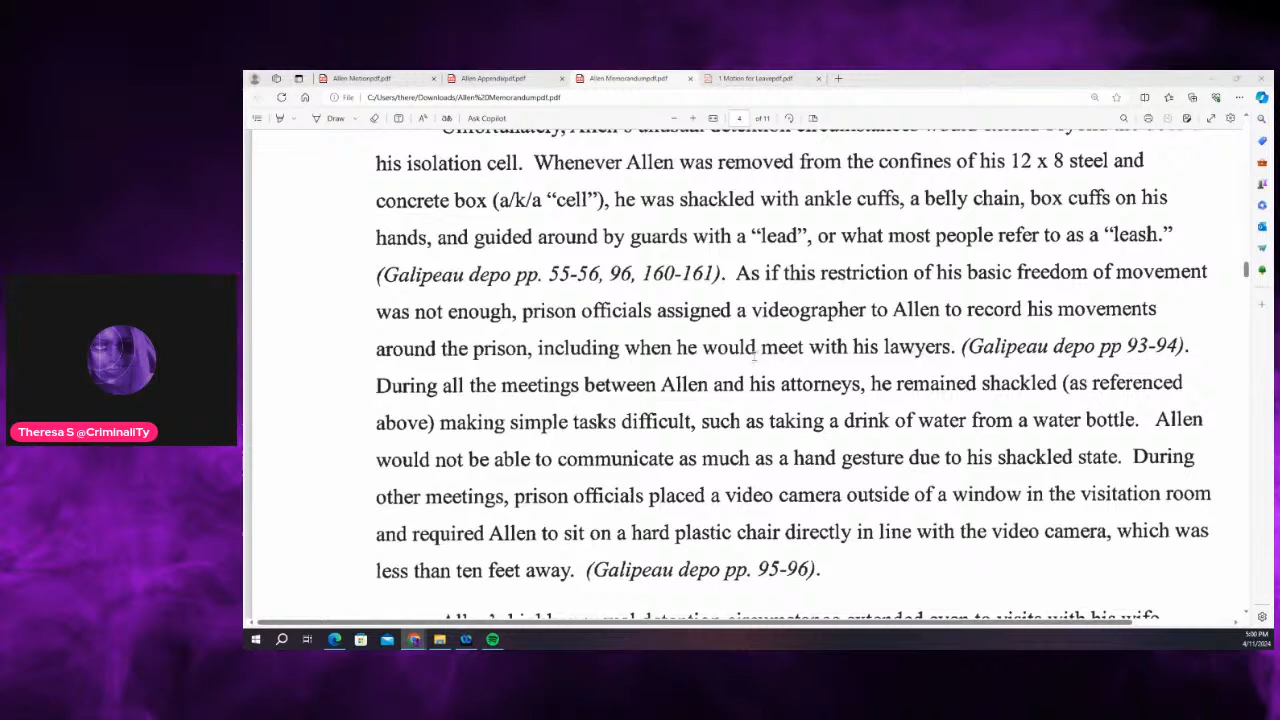 Allen Motionpdf.pdf
Allen Appendixpdf.pdf
Allen Memorandumpdf.pdf
1 Motion for Leavepdf.pdf
File
C:/Users/there/Downloads/Allen%20Memorandumpdf.pdf
Draw
Ask Copilot
4
of 11
his isolation cell. Whenever Allen was removed from the confines of his 12 x 8 steel and
concrete box (a/k/a “cell”), he was shackled with ankle cuffs, a belly chain, box cuffs on his
hands, and guided around by guards with a “lead”, or what most people refer to as a “leash.”
(Galipeau depo pp. 55-56, 96, 160-161). As if this restriction of his basic freedom of movement
was not enough, prison officials assigned a videographer to Allen to record his movements
around the prison, including when he would meet with his lawyers. (Galipeau depo pp 93-94).
During all the meetings between Allen and his attorneys, he remained shackled (as referenced
above) making simple tasks difficult, such as taking a drink of water from a water bottle. Allen
would not be able to communicate as much as a hand gesture due to his shackled state. During
other meetings, prison officials placed a video camera outside of a window in the visitation room
and required Allen to sit on a hard plastic chair directly in line with the video camera, which was
less than ten feet away. (Galipeau depo pp. 95-96).
Theresa S @CriminaliTy
5:00 PM
4/11/2024